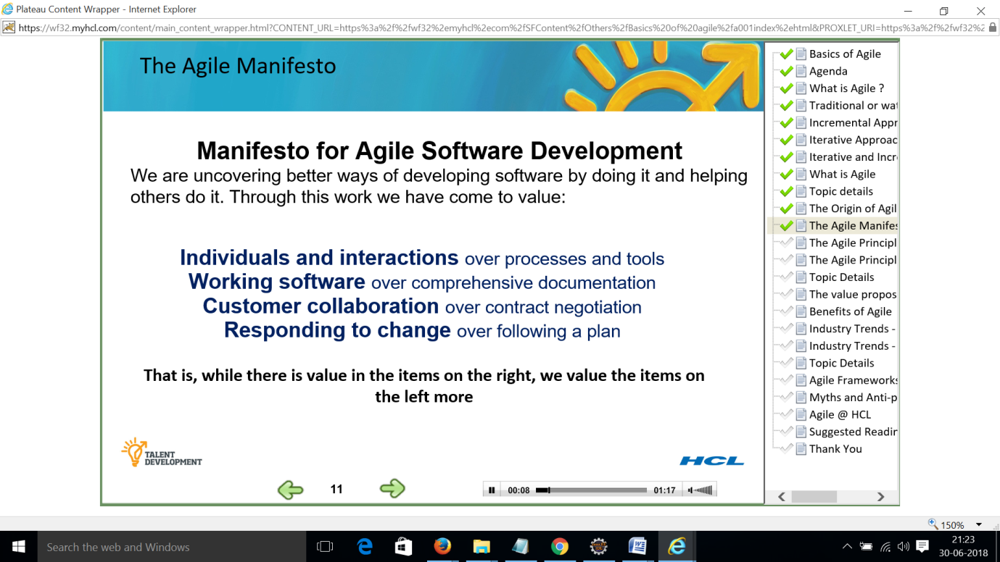 Plateau Content Wrapper - Internet Explorer
https://wf32.myhcl.com/content/main_content_wrapper.html?CONTENT_URL=https%3a%2f%2fwf32%2emyhcl%2ecom%2fSFContent%2fOthers%2fBasics%20of%20agile%2fa001index%2ehtml&PROXLET_URI=https%3a%2f%2fwf32%2
The Agile Manifesto
Manifesto for Agile Software Development
We are uncovering better ways of developing software by doing it and helping
others do it. Through this work we have come to value:
Individuals and interactions over processes and tools
Working software over comprehensive documentation
Customer collaboration over contract negotiation
Responding to change over following a plan
That is, while there is value in the items on the right, we value the items on
the left more
TALENT
DEVELOPMENT
HCL
11
00:08
01:17
Basics of Agile
Agenda
What is Agile ?
Traditional or wat
Incremental Appr
Iterative Approac
Iterative and Incr
What is Agile
Topic details
The Origin of Agil
The Agile Manifes
The Agile Principl
The Agile Principl
Topic Details
The value propos
Benefits of Agile
Industry Trends -
Industry Trends -
Topic Details
Agile Frameworks
Myths and Anti-p
Agile @ HCL
Suggested Readin
Thank You
150%
Search the web and Windows
21:23
30-06-2018